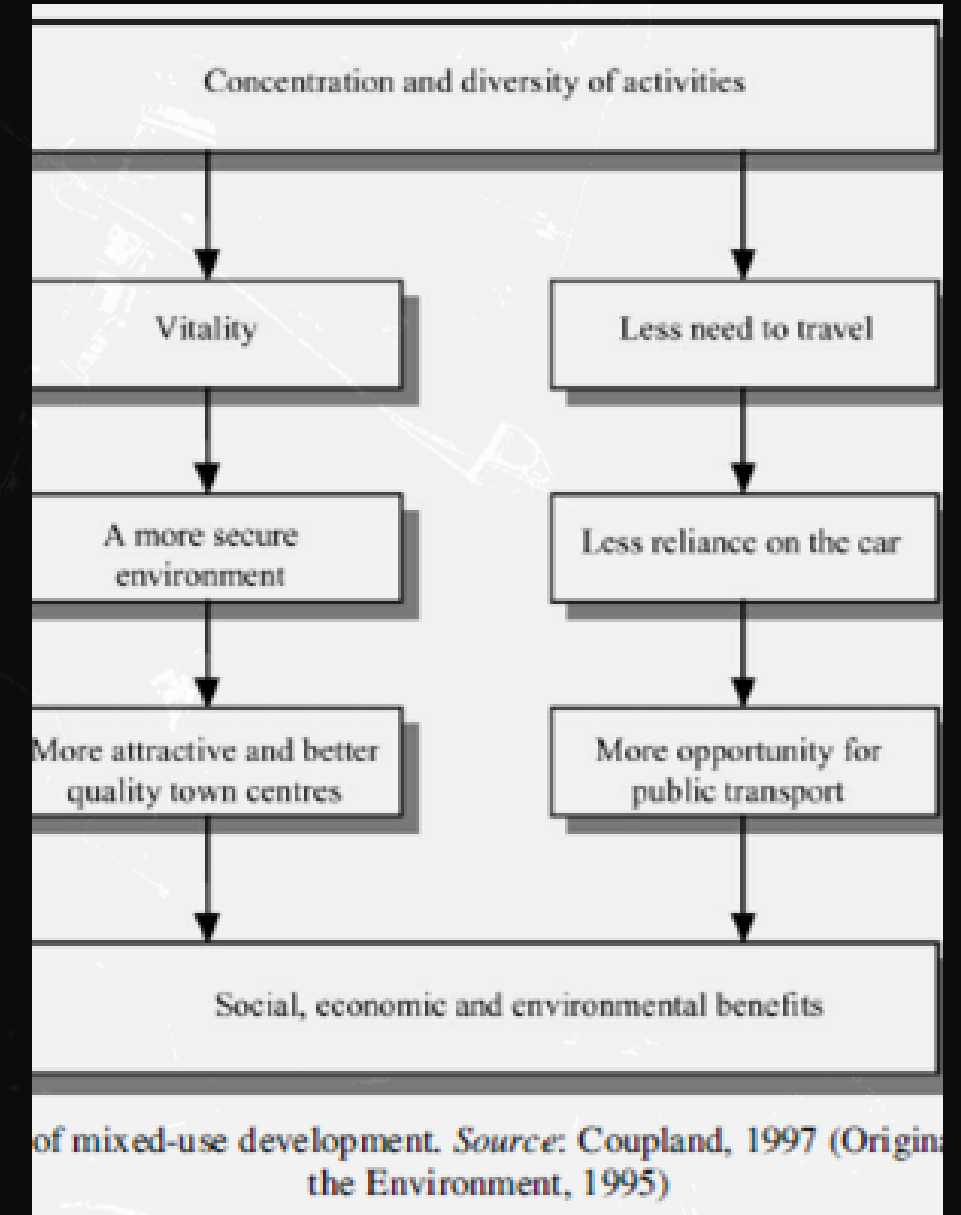 Concentration and diversity of activities
Vitality
Less need to travel
A more secure
environment
Less reliance on the car
More attractive and better
quality town centres
More opportunity for
public transport
Social, economic and environmental benefits
of mixed-use development. Source: Coupland, 1997 (Origina
the Environment, 1995)